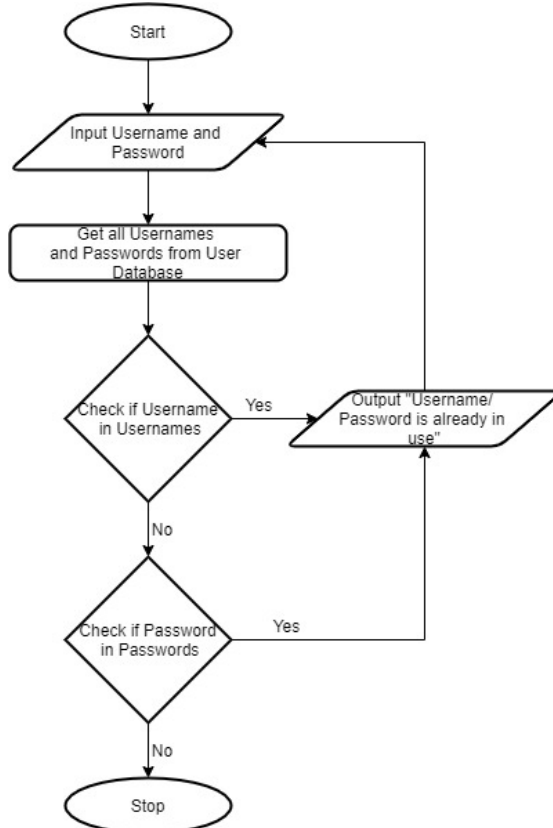 Start
Input Username and
Password
Get all Usernames
and Passwords from User
Database
Check if Username
in Usernames
Yes
Output "Username/
Password is already in
use"
No
Check if Password
in Passwords
Yes
No
Stop